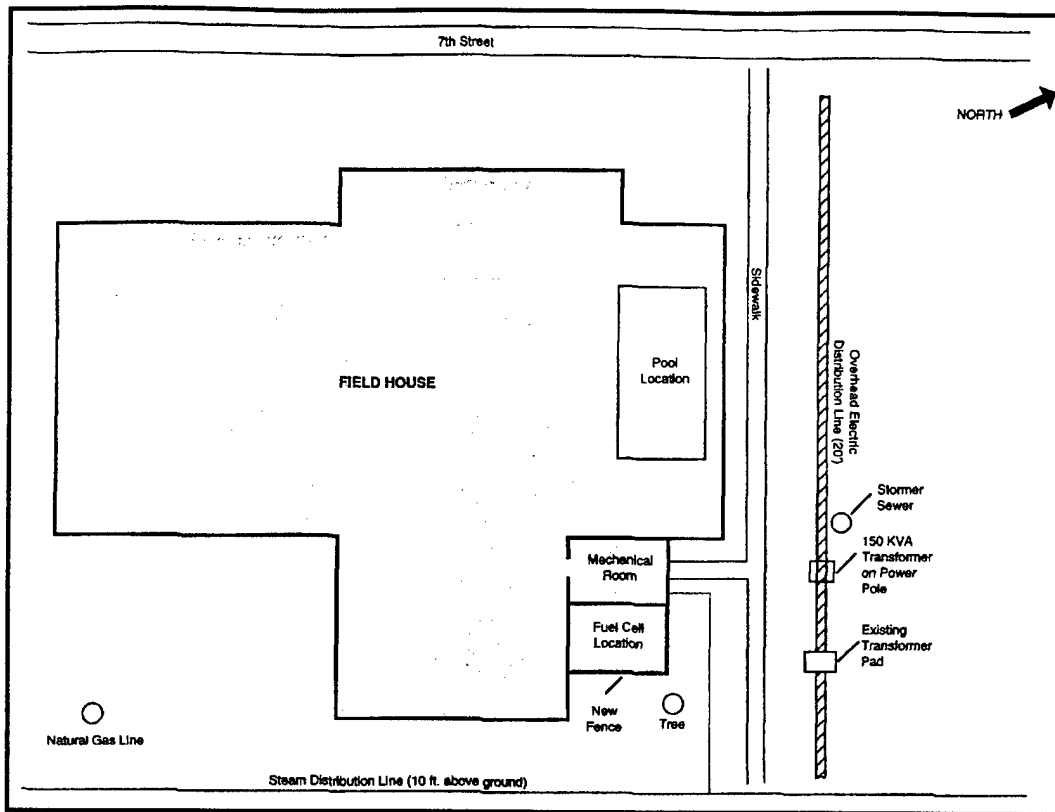 7th Street
NORTH
FIELD HOUSE
Pool
Location
Sidewalk
Overhead Electric
Distribution Line (20')
Stormer
Sewer
150 KVA
Transformer
on Power
Pole
Mechanical
Room
Fuel Cell
Location
Existing
Transformer
Pad
New
Fence
Tree
Natural Gas Line
Steam Distribution Line (10 ft. above ground)